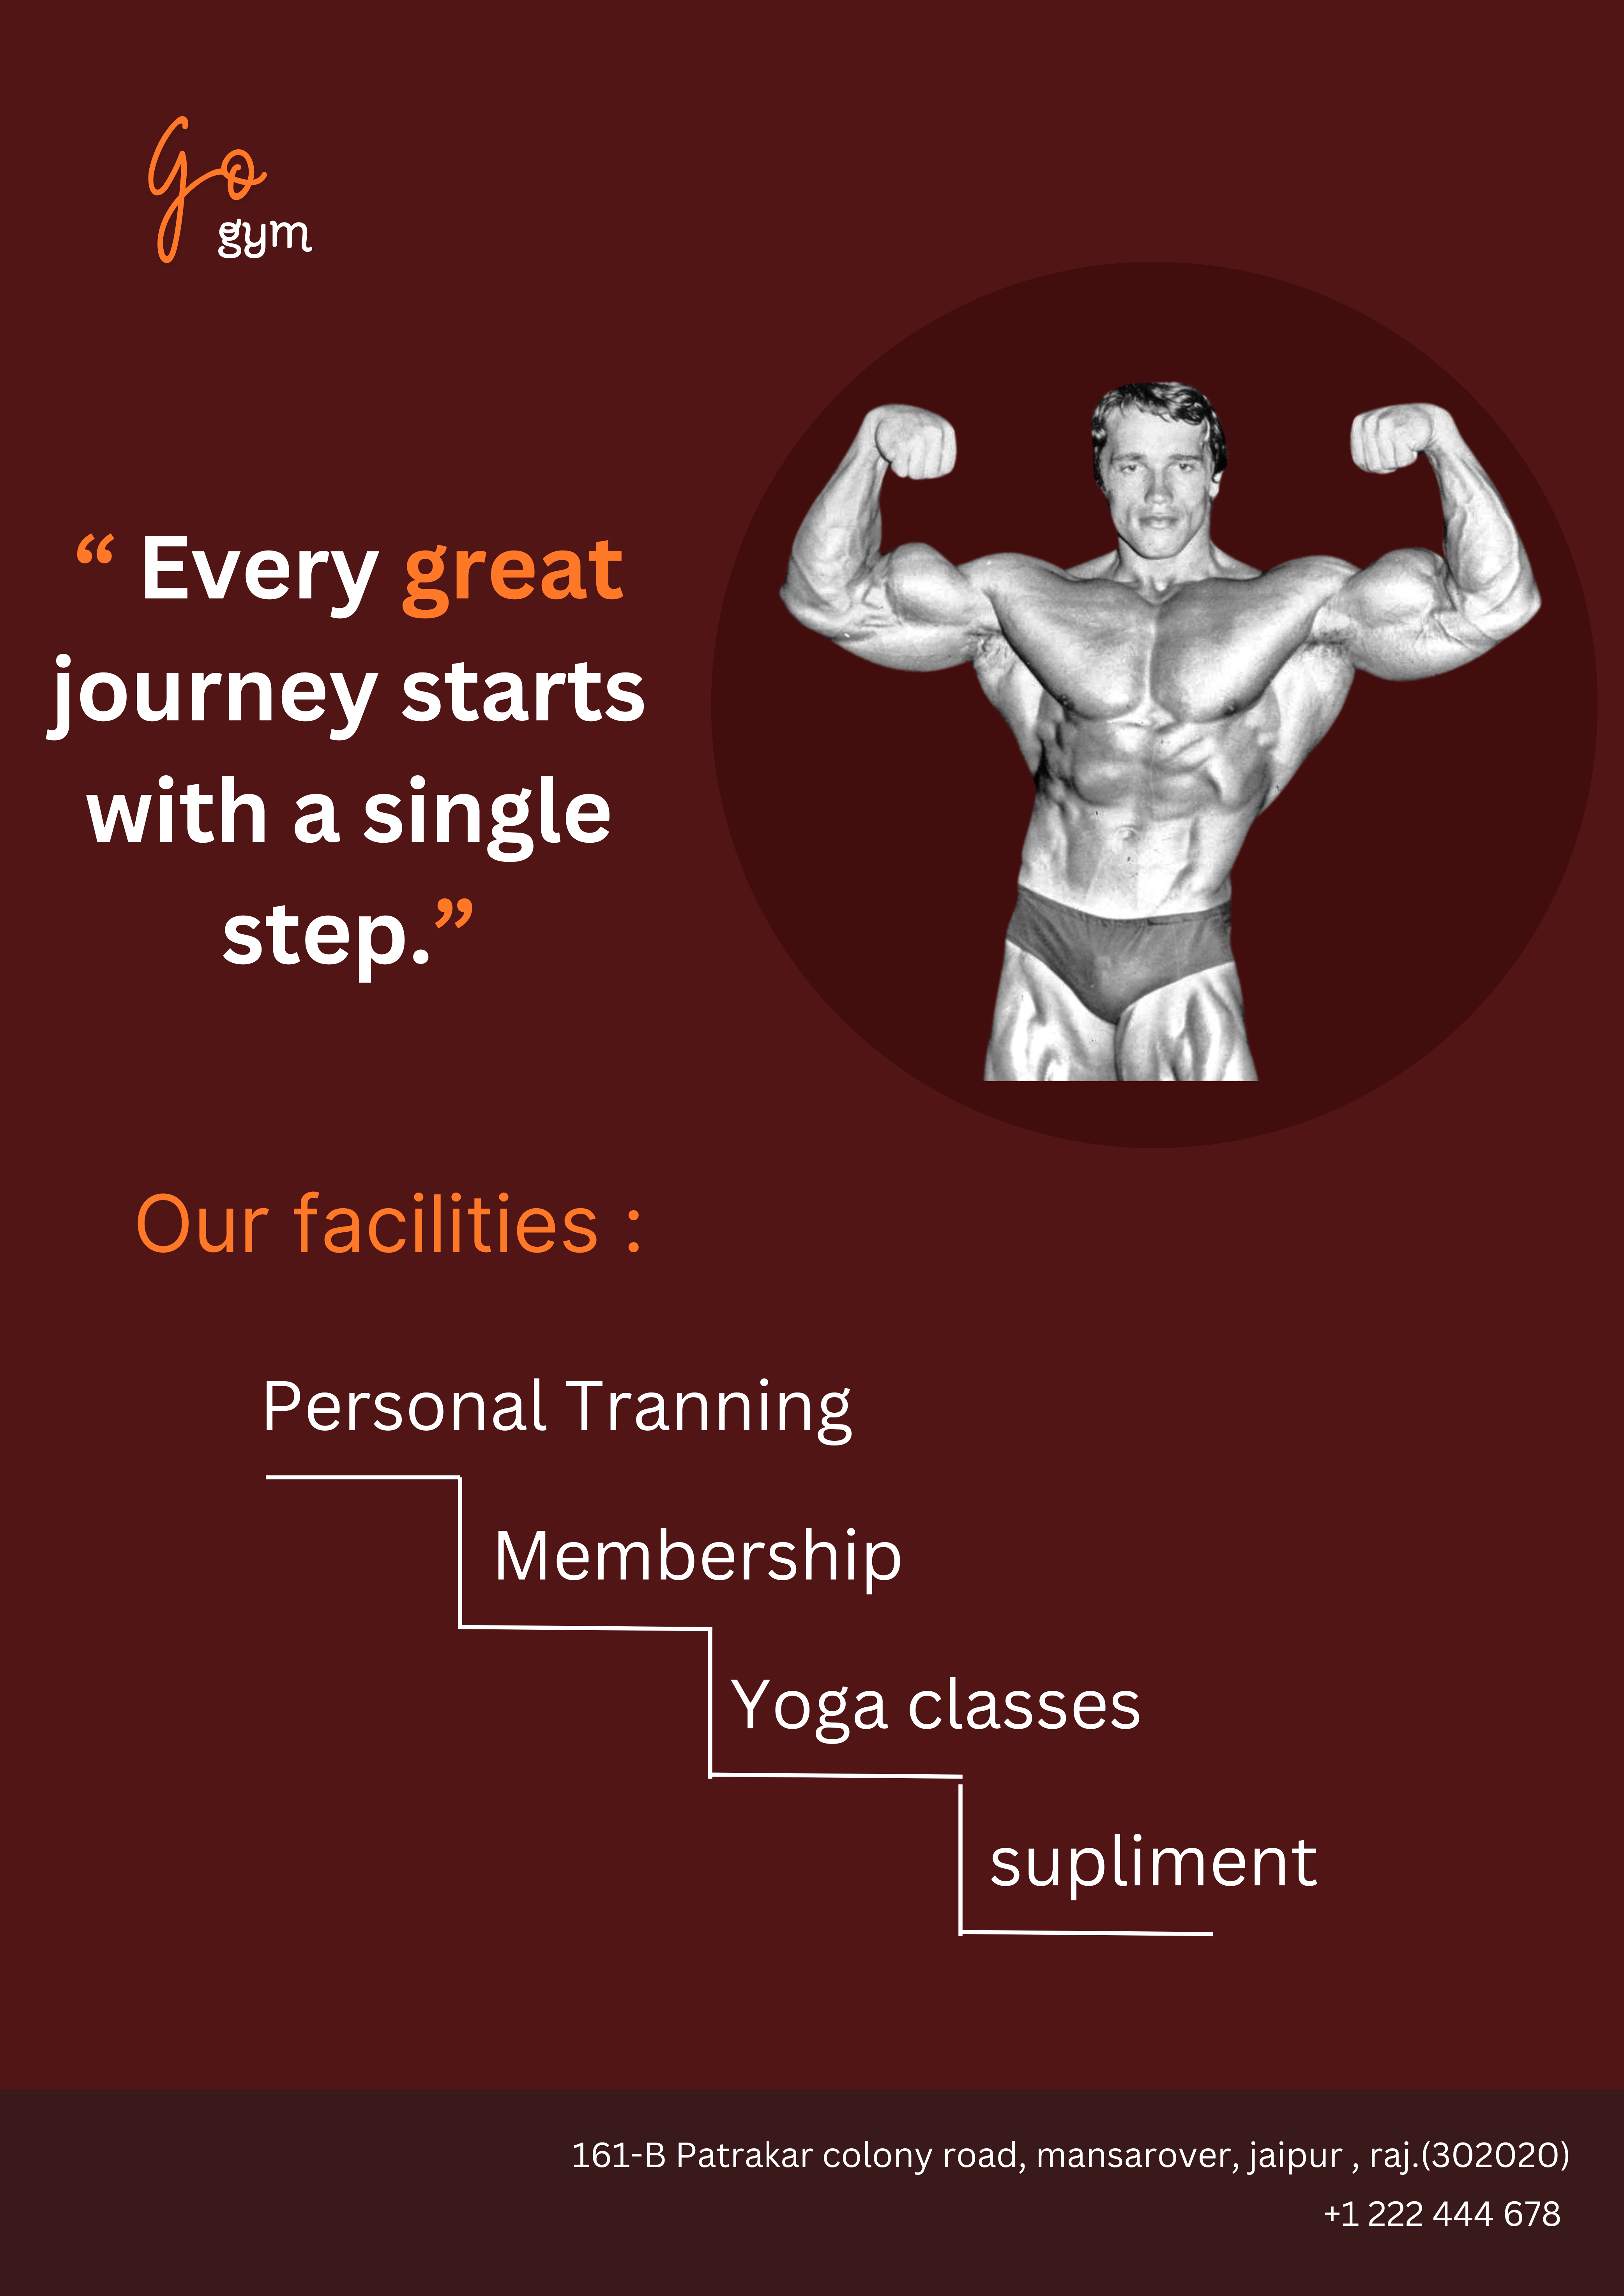 Go
gym
“ Every great
journey starts
with a single
step.”
Our facilities :
Personal Tranning
Membership
Yoga classes
supliment
161-B Patrakar colony road, mansarover, jaipur , raj.(302020)
+1 222 444 678